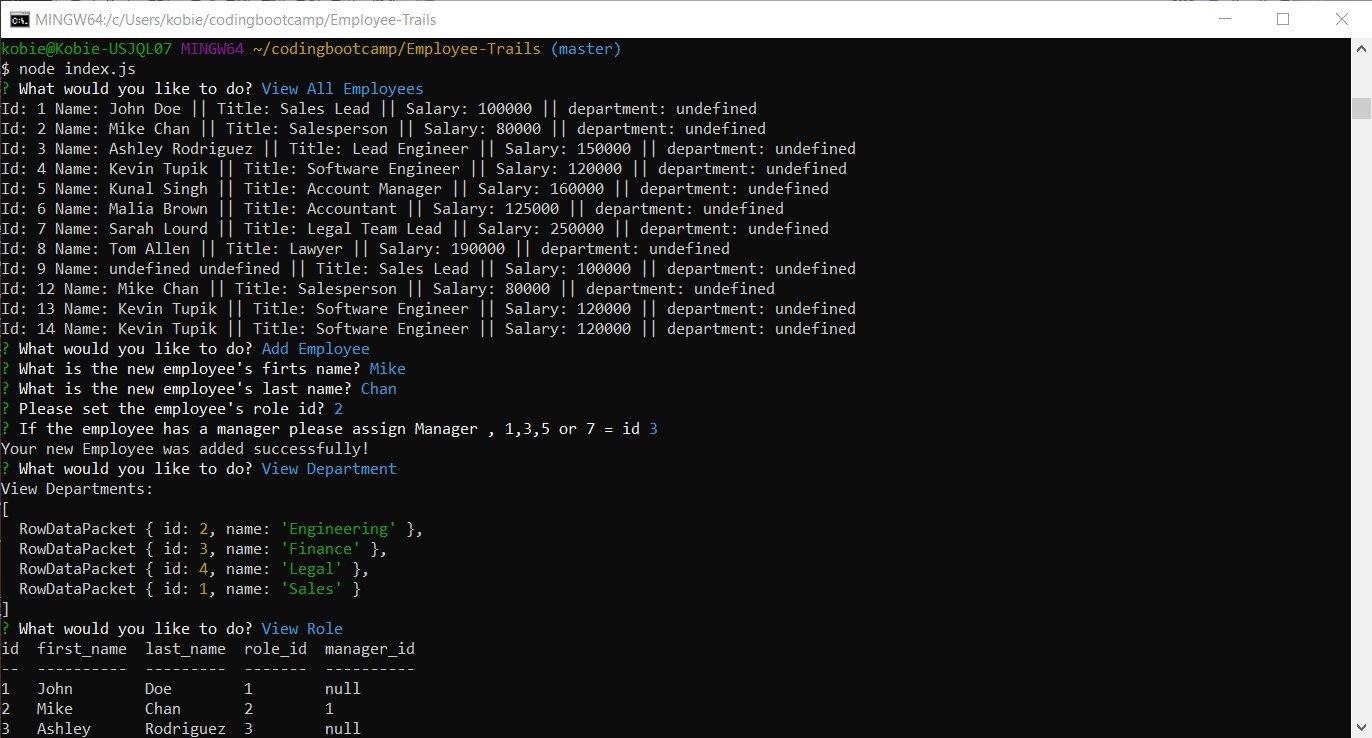 MINGW64:/c/Users/kobie/codingbootcamp/Employee-Trails
kobie@Kobie-USJQL07 MINGW64 ~/codingbootcamp/Employee-Trails (master)
$ node index.js
? What would you like to do? View All Employees
Id: 1 Name: John Doe || Title: Sales Lead || Salary: 100000 || department: undefined
Id: 2 Name: Mike Chan || Title: Salesperson || Salary: 80000 || department: undefined
Id: 3 Name: Ashley Rodriguez || Title: Lead Engineer || Salary: 150000 || department: undefined
Id: 4 Name: Kevin Tupik || Title: Software Engineer || Salary: 120000 || department: undefined
Id: 5 Name: Kunal Singh || Title: Account Manager || Salary: 160000 || department: undefined
Id: 6 Name: Malia Brown || Title: Accountant || Salary: 125000 || department: undefined
Id: 7 Name: Sarah Lourd || Title: Legal Team Lead || Salary: 250000 || department: undefined
Id: 8 Name: Tom Allen || Title: Lawyer || Salary: 190000 || department: undefined
Id: 9 Name: undefined undefined || Title: Sales Lead || Salary: 100000 || department: undefined
Id: 12 Name: Mike Chan || Title: Salesperson || Salary: 80000 || department: undefined
Id: 13 Name: Kevin Tupik || Title: Software Engineer || Salary: 120000 || department: undefined
Id: 14 Name: Kevin Tupik || Title: Software Engineer || Salary: 120000 || department: undefined
? What would you like to do? Add Employee
? What is the new employee's firts name? Mike
? What is the new employee's last name? Chan
? Please set the employee's role id? 2
? If the employee has a manager please assign Manager , 1,3,5 or 7 = id 3
Your new Employee was added successfully!
? What would you like to do? View Department
View Departments:
[
  RowDataPacket { id: 2, name: 'Engineering' },
  RowDataPacket { id: 3, name: 'Finance' },
  RowDataPacket { id: 4, name: 'Legal' },
  RowDataPacket { id: 1, name: 'Sales' }
]
? What would you like to do? View Role
id  first_name  last_name  role_id  manager_id
--  ----------  ---------  -------  ----------
1   John        Doe        1        null
2   Mike        Chan       2        1
3   Ashley      Rodriguez  3        null